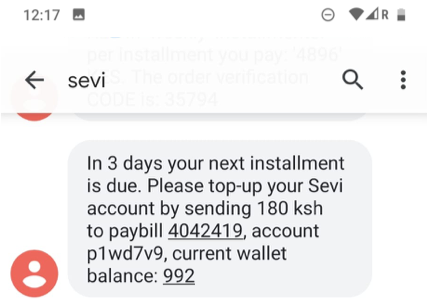 12:17
R
per installment you pay: '4896'
. The order verification
CODE is: 35794
sevi
In 3 days your next installment
is due. Please top-up your Sevi
account by sending 180 ksh
to paybill 4042419, account
p1wd7v9, current wallet
balance: 992